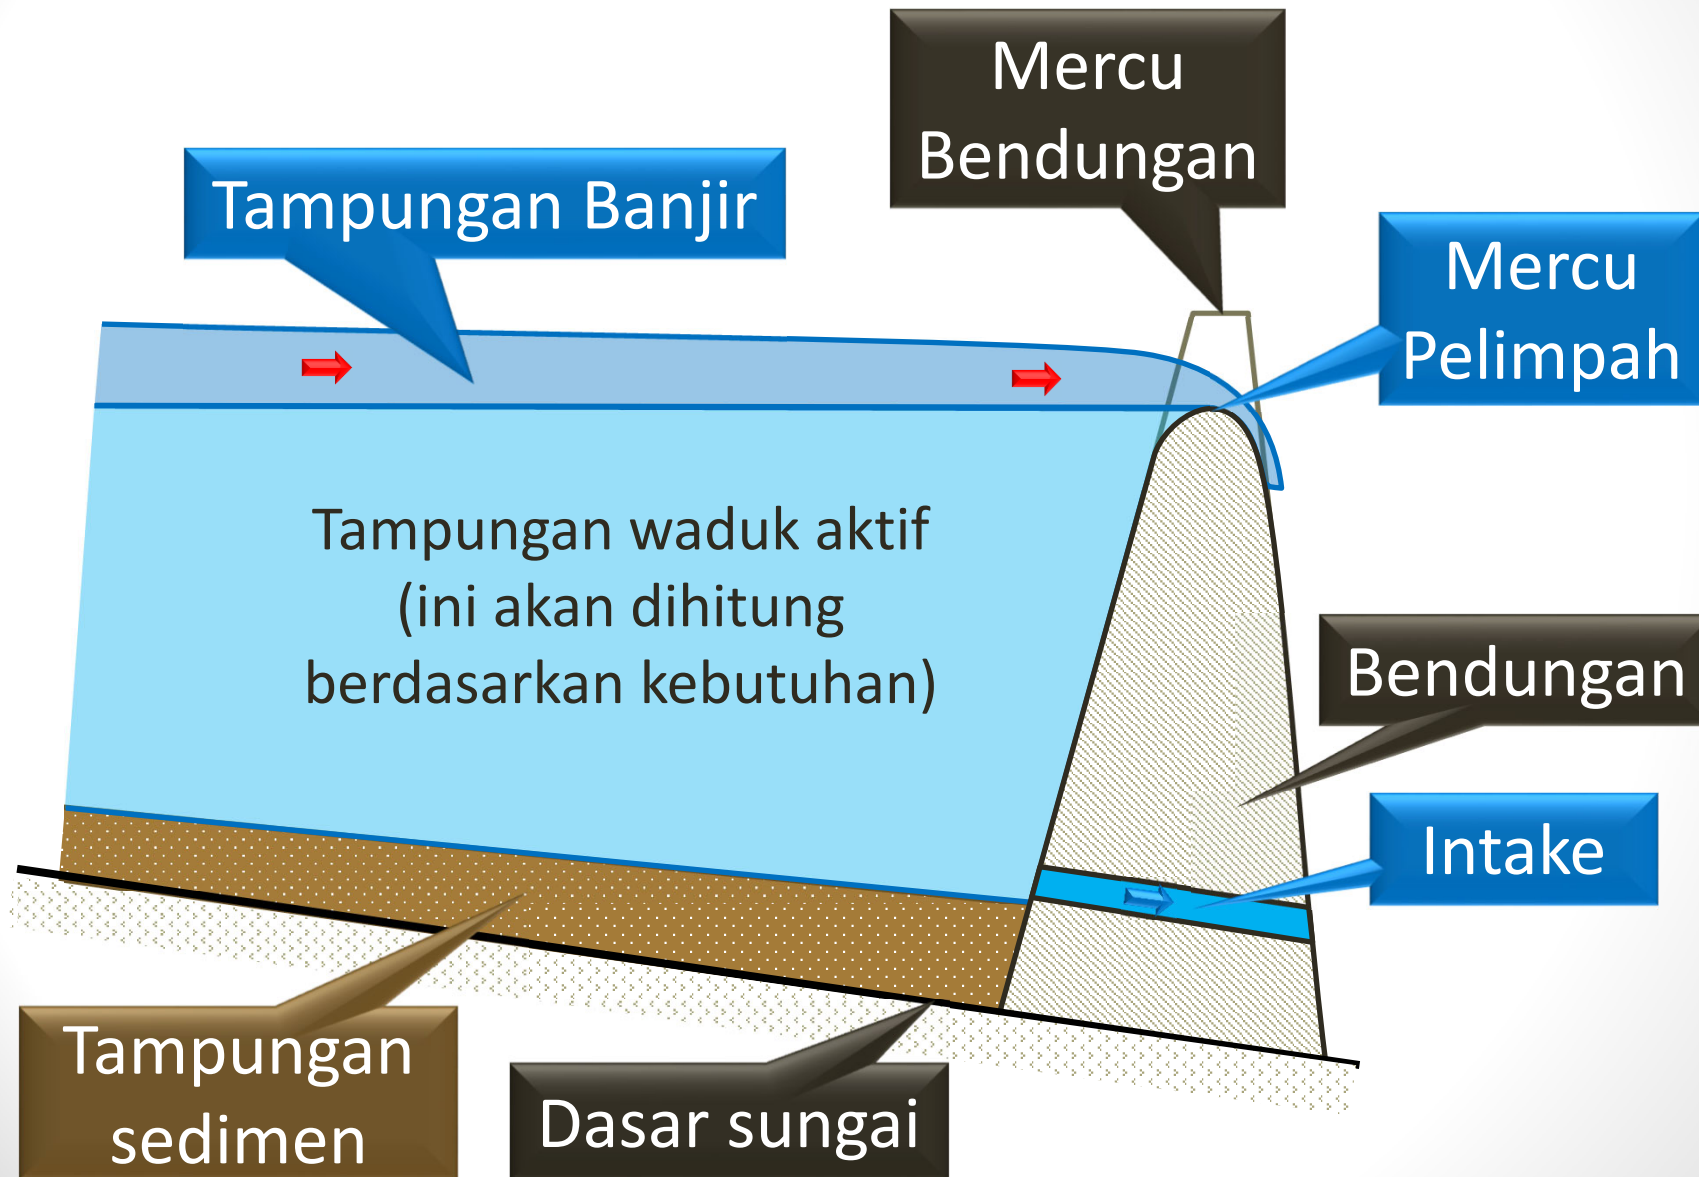 Mercu
Bendungan
Tampungan Banjir
Mercu
Pelimpah
Tampungan waduk aktif
(ini akan dihitung
berdasarkan kebutuhan)
Bendungan
Intake
Tampungan
sedimen
Dasar sungai